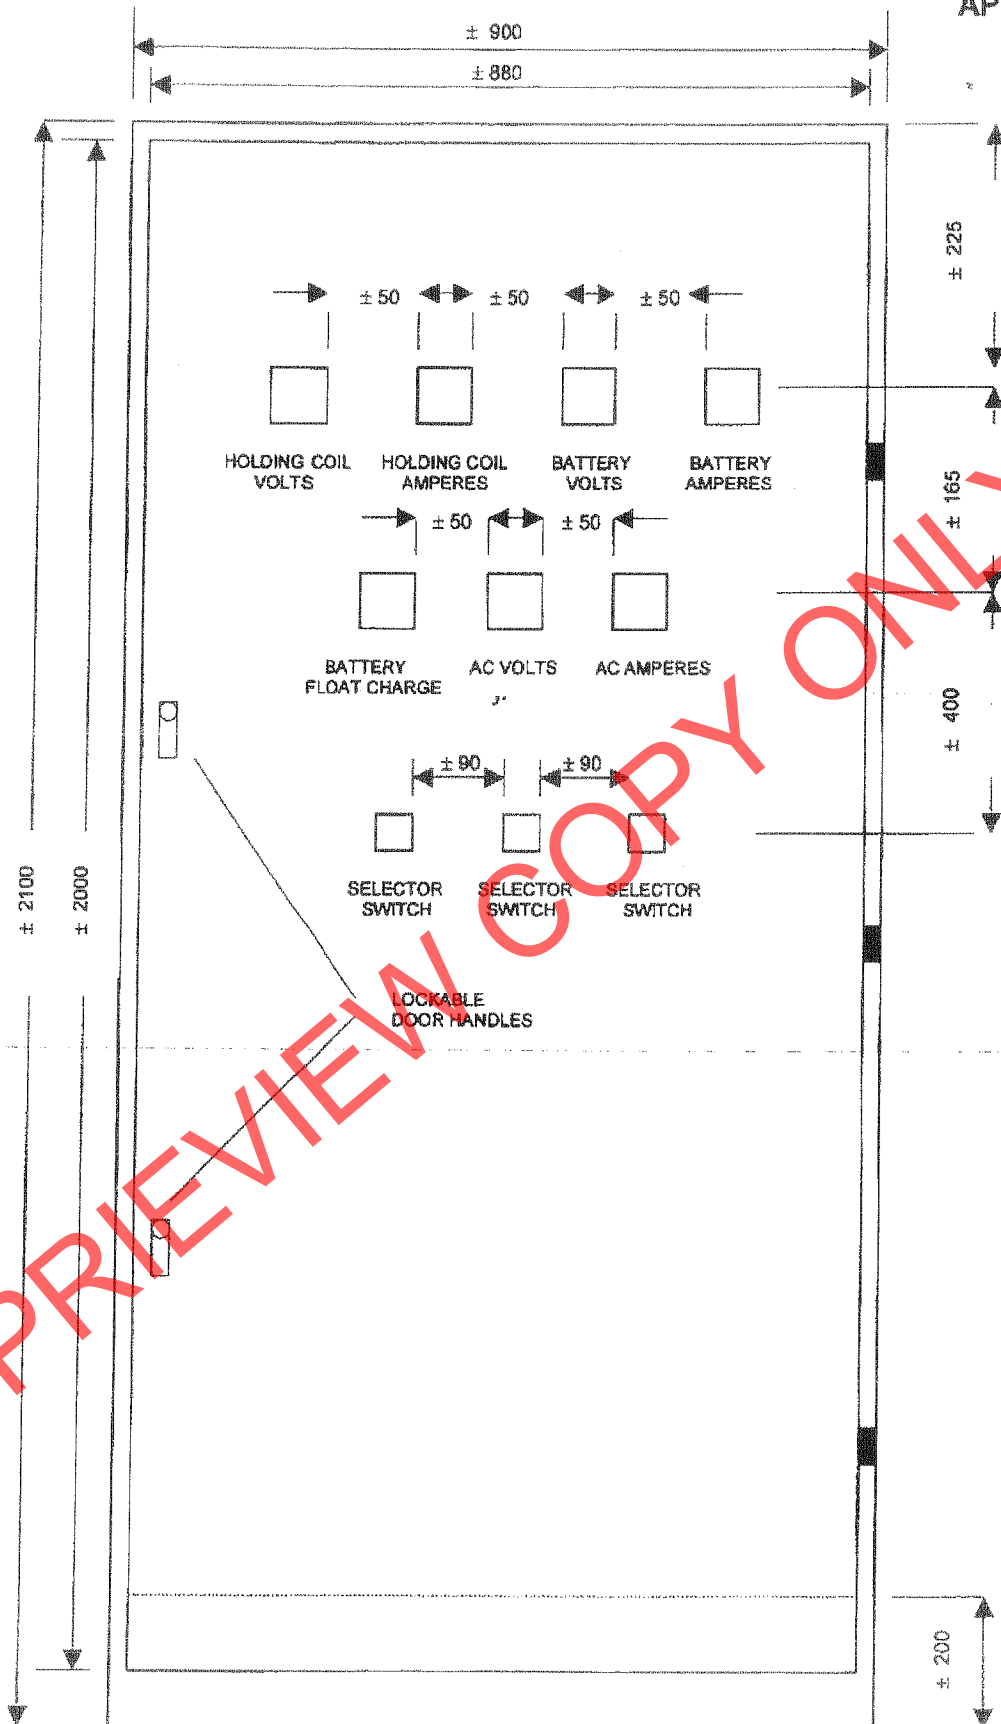 AP
± 900
± 880
± 225
± 50
± 50
± 50
HOLDING COIL
VOLTS
HOLDING COIL
AMPERES
BATTERY
VOLTS
BATTERY
AMPERES
± 165
± 50
± 50
BATTERY
FLOAT CHARGE
AC VOLTS
AC AMPERES
± 400
± 90
± 90
SELECTOR
SWITCH
SELECTOR
SWITCH
SELECTOR
SWITCH
± 2100
± 2000
LOCKABLE
DOOR HANDLES
± 200
PRIEVIEW COPY ONLY